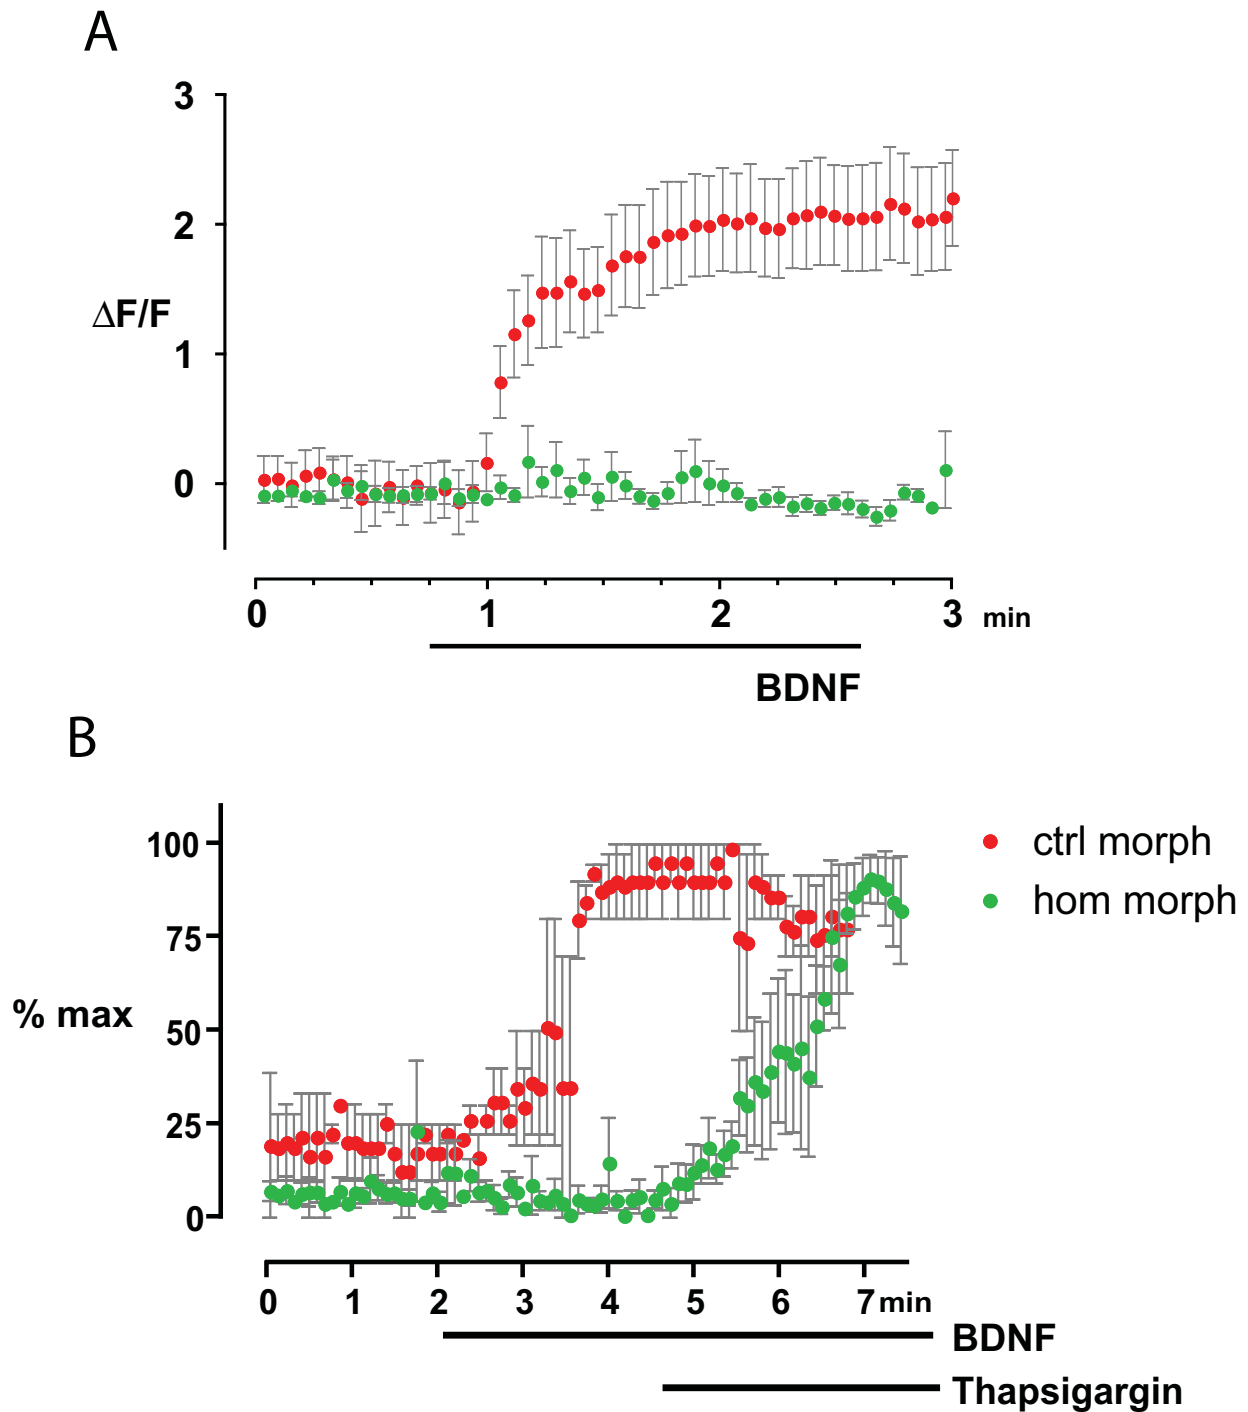 A
3
2
ΔF/F
1
0
0 1 2 3 min
BDNF
B
100
75
% max
50
25
0
ctrl morph
hom morph
0 1 2 3 4 5 6 7 min
BDNF
Thapsigargin